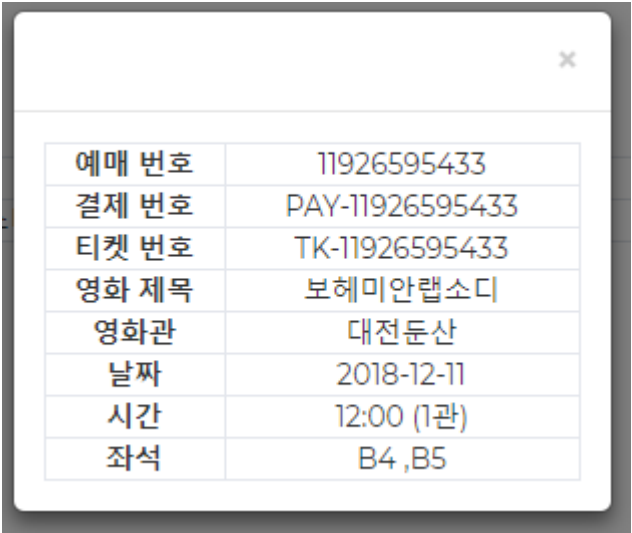 ×
예매 번호 11926595433
결제 번호 PAY-11926595433
티켓 번호 TK-11926595433
영화 제목 보헤미안랩소디
영화관 대전둔산
날짜 2018-12-11
시간 12:00 (1관)
좌석 B4 ,B5